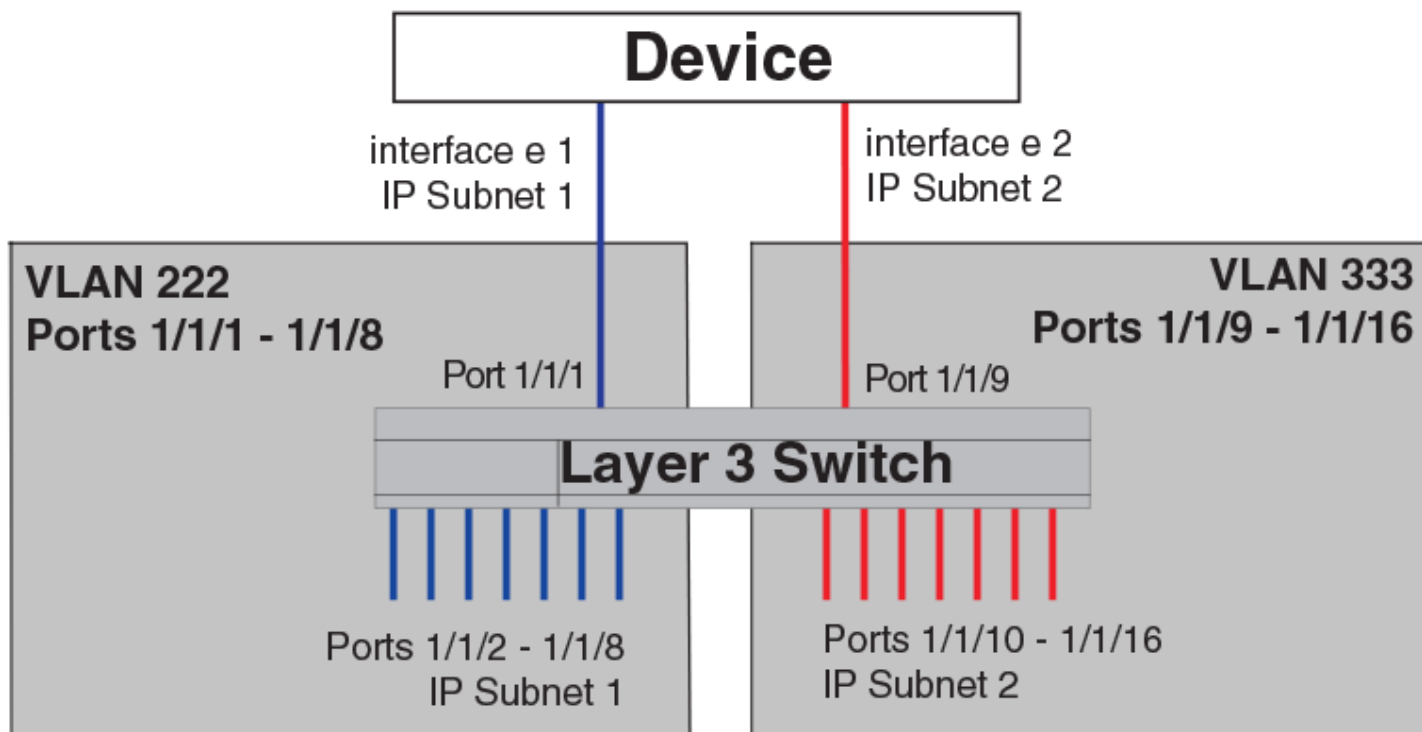 Device
interface e 1
IP Subnet 1
interface e 2
IP Subnet 2
VLAN 222
Ports 1/1/1 - 1/1/8
VLAN 333
Ports 1/1/9 - 1/1/16
Port 1/1/1
Port 1/1/9
Layer 3 Switch
Ports 1/1/2 - 1/1/8
IP Subnet 1
Ports 1/1/10 - 1/1/16
IP Subnet 2